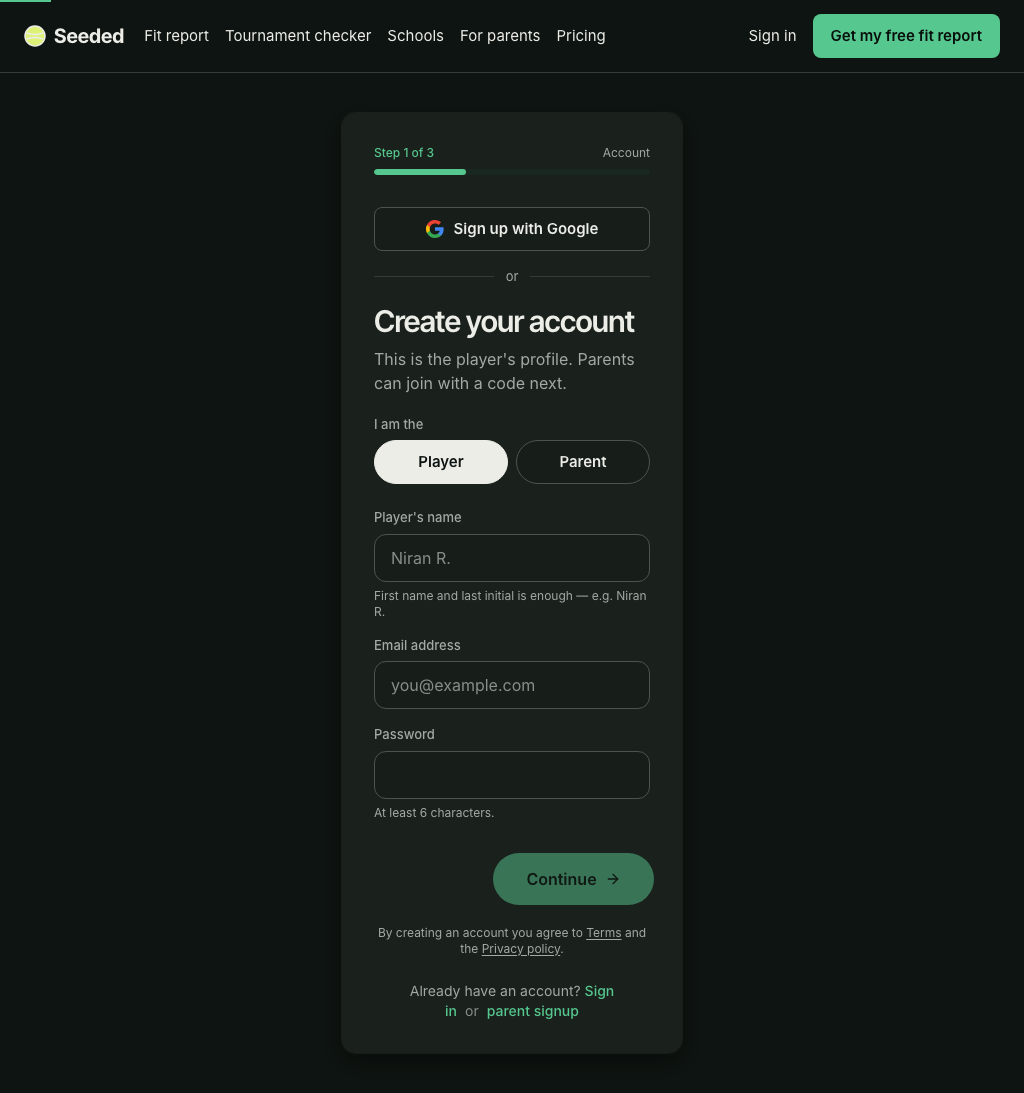 Seeded Fit report Tournament checker Schools For parents Pricing Sign in Get my free fit report
Step 1 of 3 Account
Sign up with Google
or
Create your account
This is the player's profile. Parents
can join with a code next.
I am the
Player Parent
Player's name
Niran R.
First name and last initial is enough — e.g. Niran
R.
Email address
you@example.com
Password
At least 6 characters.
Continue →
By creating an account you agree to Terms and
the Privacy policy.
Already have an account? Sign
in or parent signup